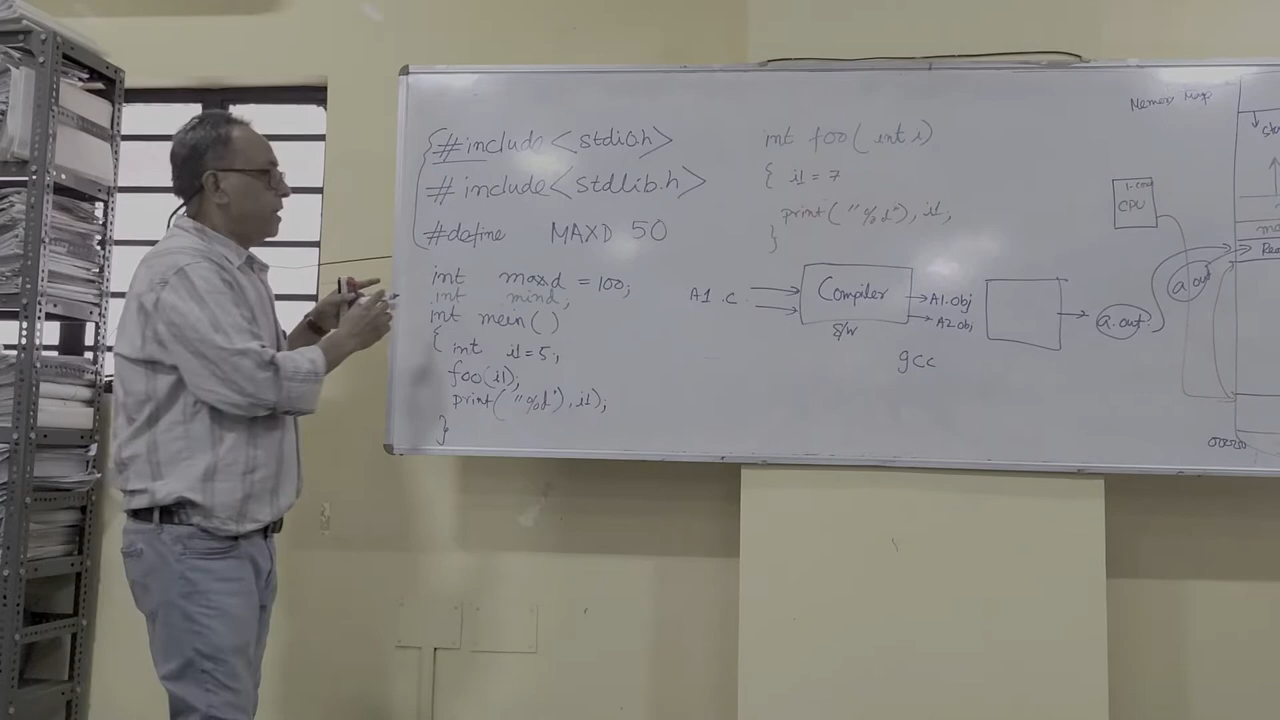 #include <stdio.h>
#include <stdlib.h>
#define MAXD 50
int maxd = 100;
int mind;
int main()
{ int i1=5;
foo(i1);
print("%d"), i1);
}
int foo(int i)
{ i1 = 7
print("%d"), i1;
}
A1.c
Compiler
S/W
A1.obj
A2.obj
gcc
a.out
Memory Map
CPU
a.out